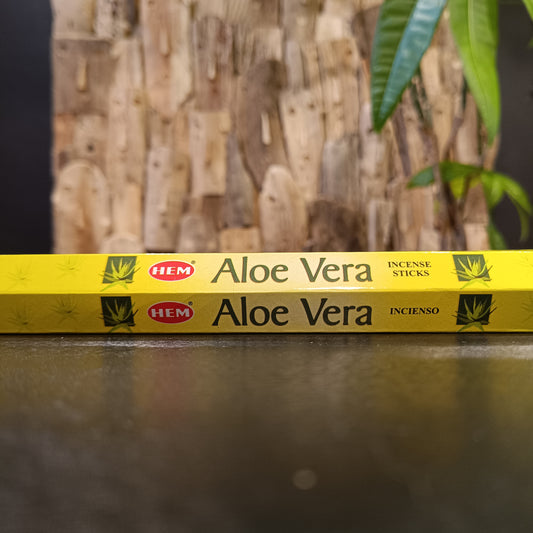 HEM Aloe Vera INCENSE STICKS
HEM Aloe Vera INCIENSO